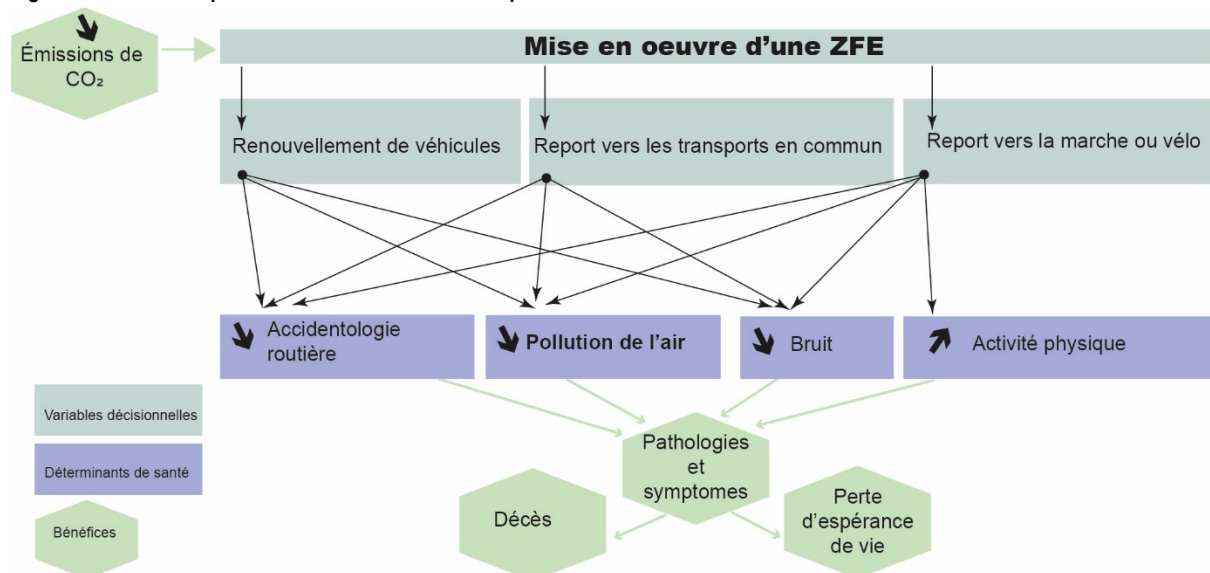 Émissions de
CO₂
Mise en oeuvre d'une ZFE
Renouvellement de véhicules
Report vers les transports en commun
Report vers la marche ou vélo
Accidentologie
routière
Pollution de l'air
Bruit
Activité physique
Variables décisionnelles
Déterminants de santé
Bénéfices
Pathologies
et
symptomes
Décès
Perte
d'espérance
de vie